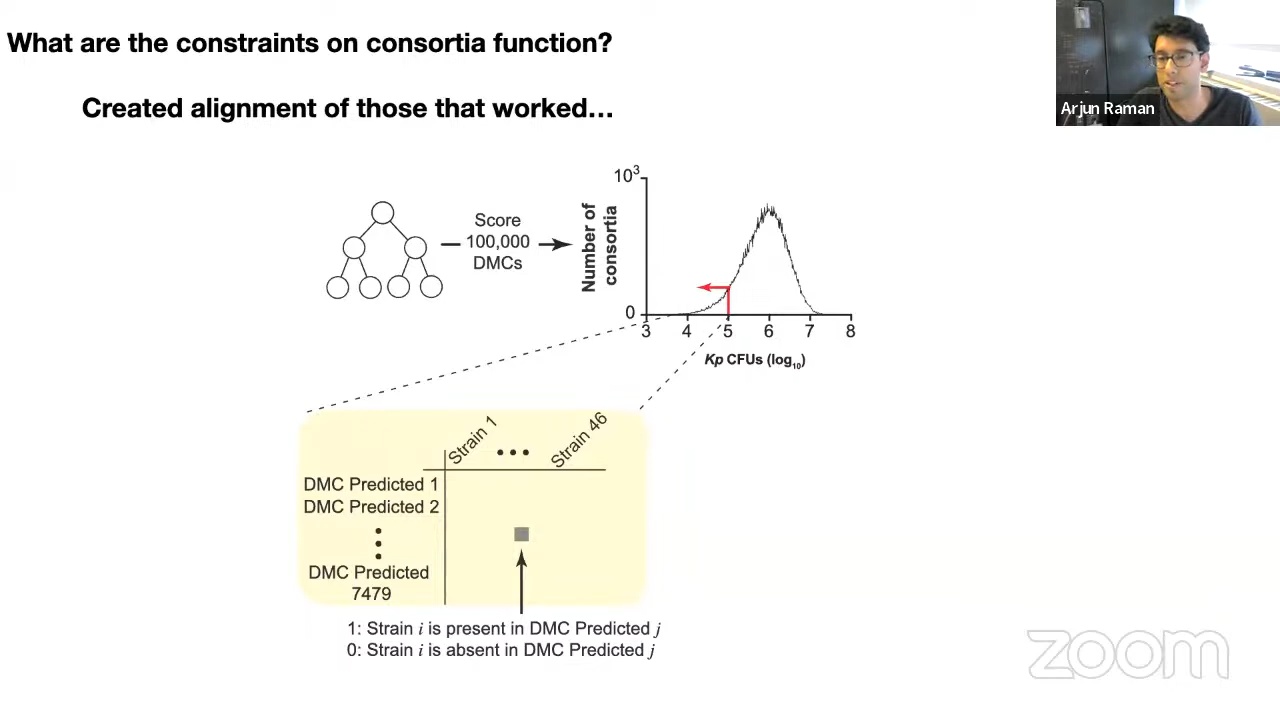 What are the constraints on consortia function?
Arjun Raman
Created alignment of those that worked...
Score
100,000
DMCs
Number of
consortia
10³
0
3 4 5 6 7 8
Kp CFUs (log₁₀)
Strain 1 ••• Strain 46
DMC Predicted 1
DMC Predicted 2
DMC Predicted
7479
1: Strain i is present in DMC Predicted j
0: Strain i is absent in DMC Predicted j
zoom